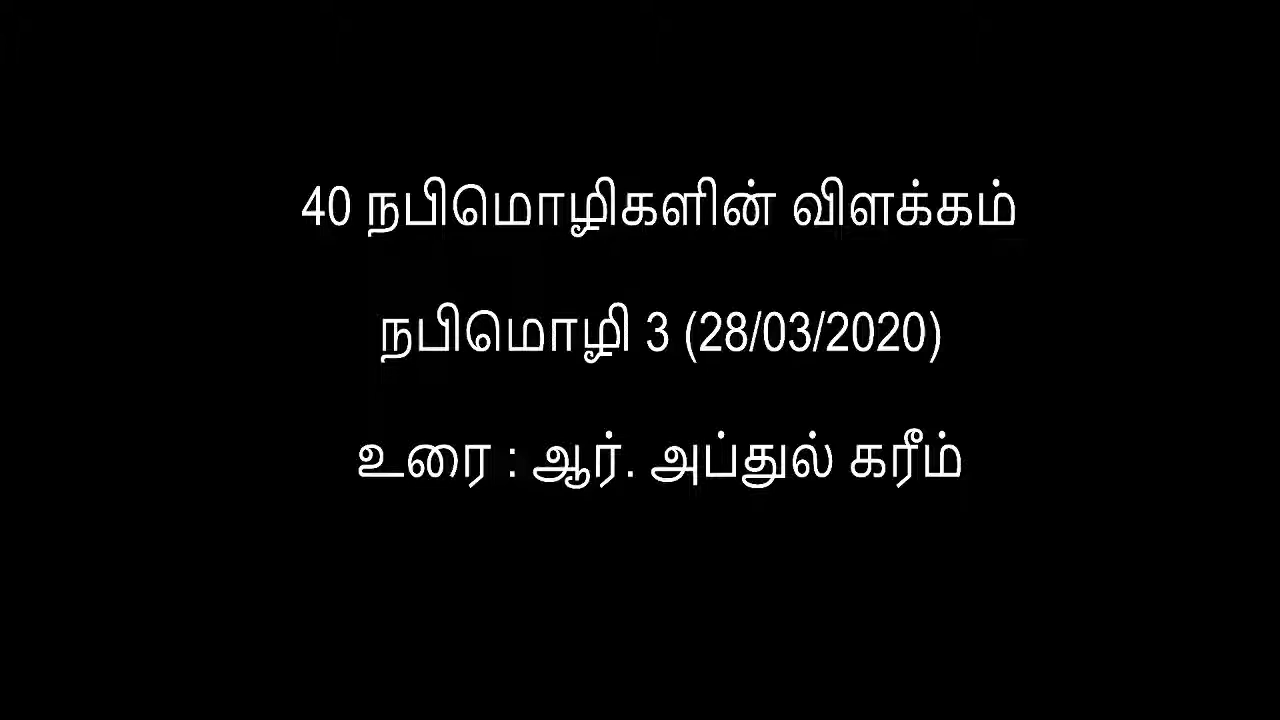 40 நபிமொழிகளின் விளக்கம்
நபிமொழி 3 (28/03/2020)
உரை : ஆர். அப்துல் கரீம்